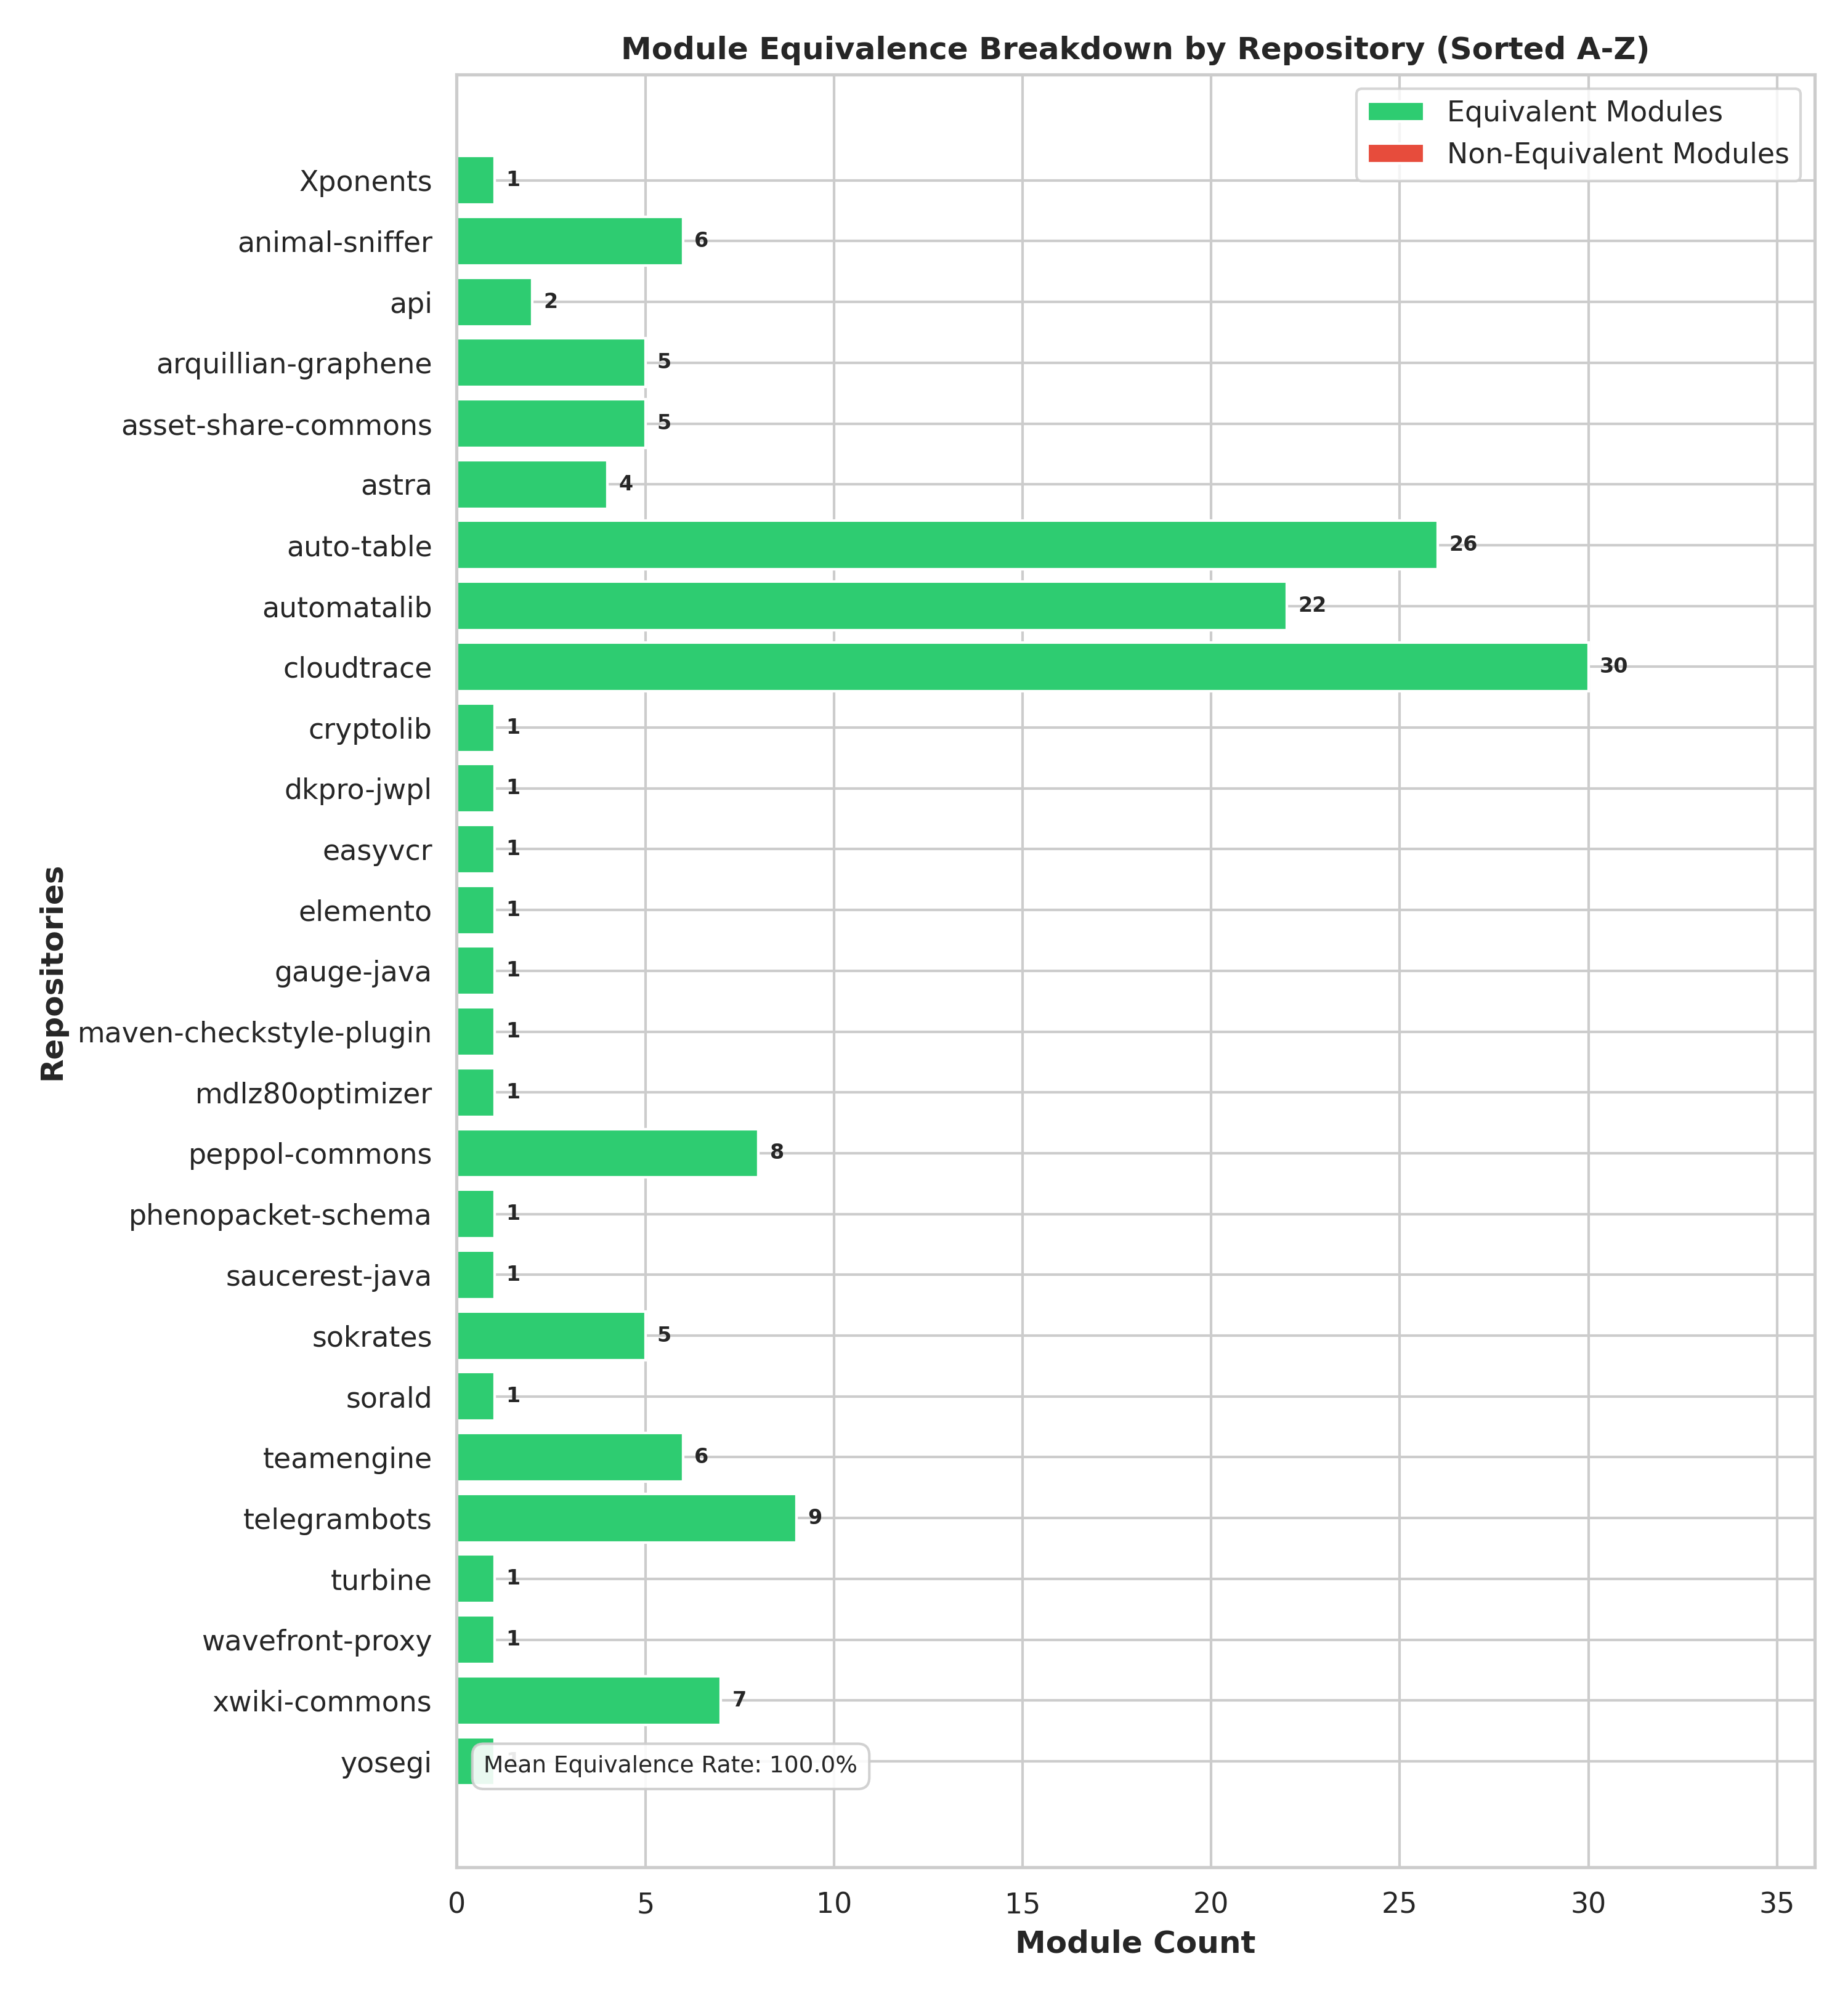 Module Equivalence Breakdown by Repository (Sorted A-Z)
Equivalent Modules
Non-Equivalent Modules
Repositories
Xponents 1
animal-sniffer 6
api 2
arquillian-graphene 5
asset-share-commons 5
astra 4
auto-table 26
automatalib 22
cloudtrace 30
cryptolib 1
dkpro-jwpl 1
easyvcr 1
elemento 1
gauge-java 1
maven-checkstyle-plugin 1
mdlz80optimizer 1
peppol-commons 8
phenopacket-schema 1
saucerest-java 1
sokrates 5
sorald 1
teamengine 6
telegrambots 9
turbine 1
wavefront-proxy 1
xwiki-commons 7
yosegi
Mean Equivalence Rate: 100.0%
0 5 10 15 20 25 30 35
Module Count